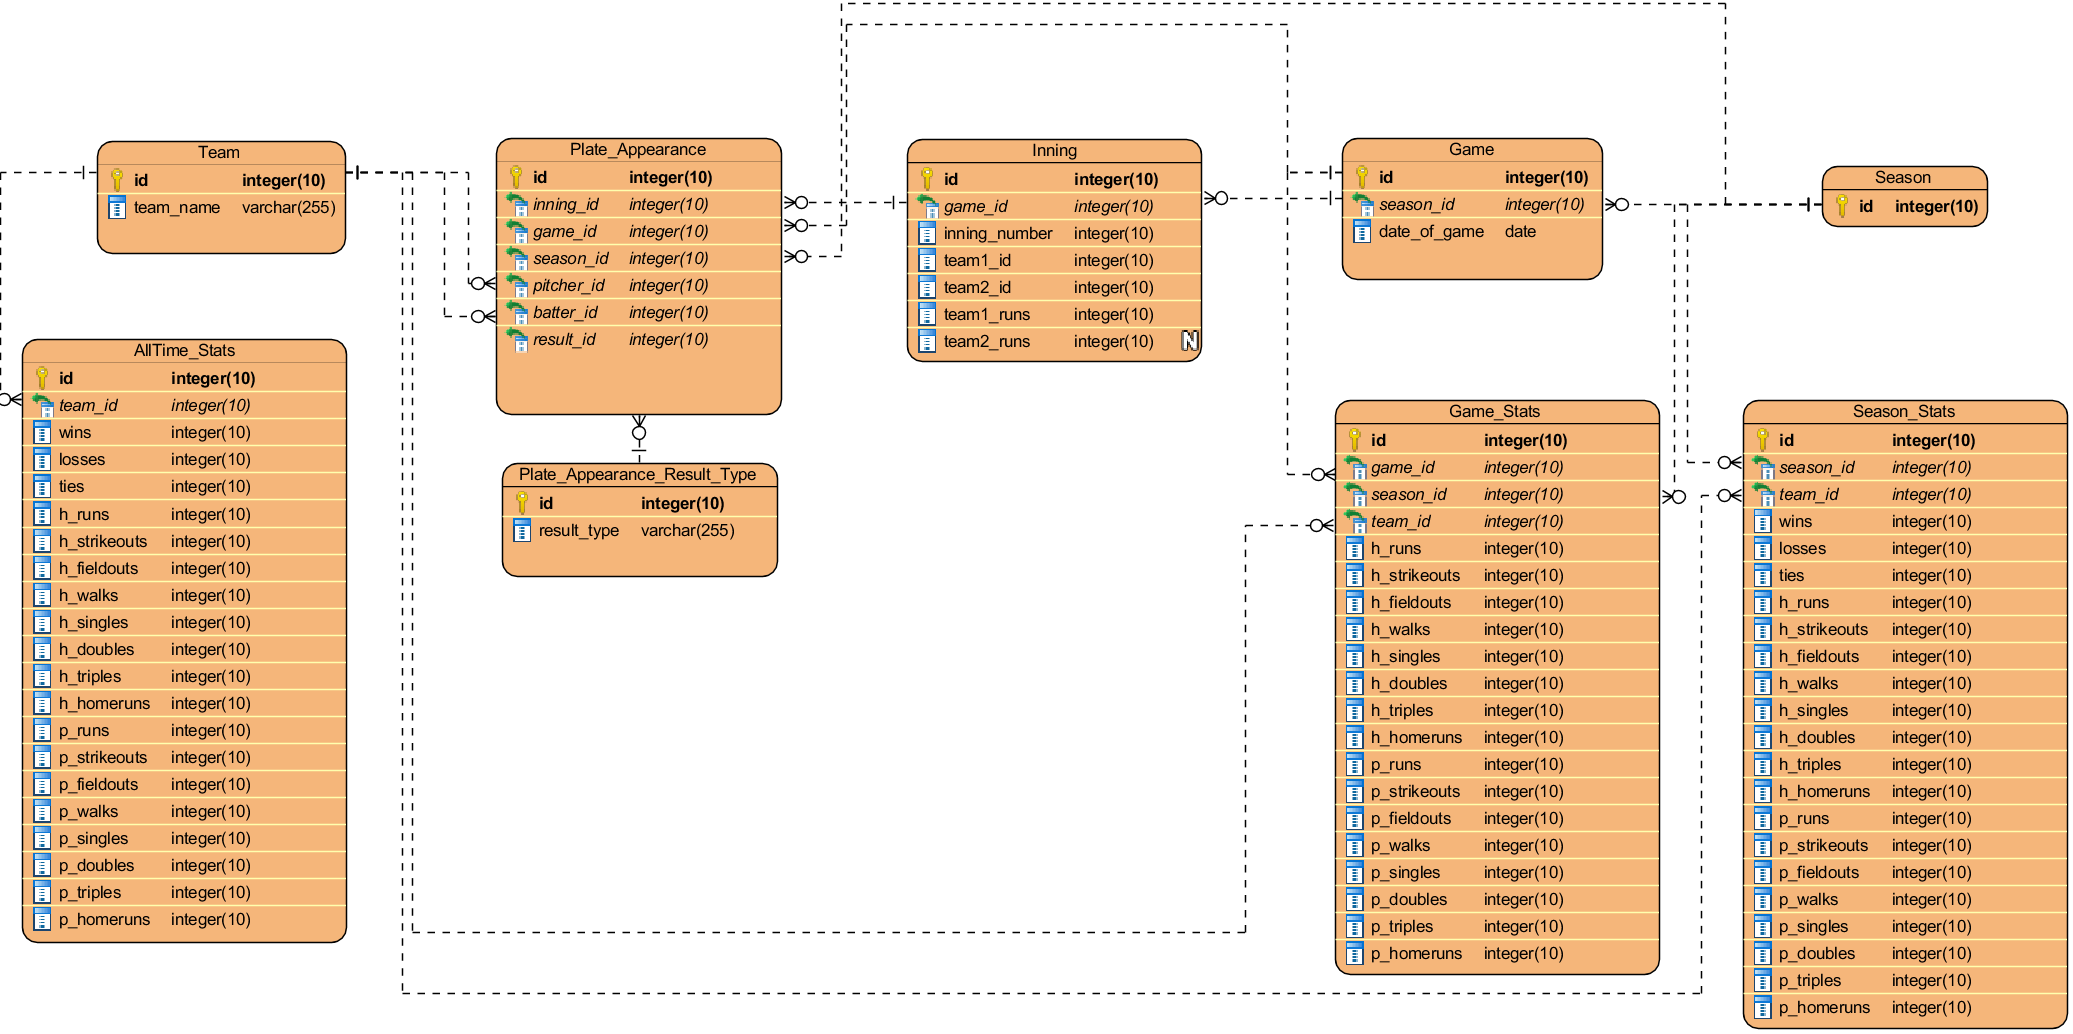 Team
id integer(10)
team_name varchar(255)
Plate_Appearance
id integer(10)
inning_id integer(10)
game_id integer(10)
season_id integer(10)
pitcher_id integer(10)
batter_id integer(10)
result_id integer(10)
Inning
id integer(10)
game_id integer(10)
inning_number integer(10)
team1_id integer(10)
team2_id integer(10)
team1_runs integer(10)
team2_runs integer(10) N
Game
id integer(10)
season_id integer(10)
date_of_game date
Season
id integer(10)
AllTime_Stats
id integer(10)
team_id integer(10)
wins integer(10)
losses integer(10)
ties integer(10)
h_runs integer(10)
h_strikeouts integer(10)
h_fieldouts integer(10)
h_walks integer(10)
h_singles integer(10)
h_doubles integer(10)
h_triples integer(10)
h_homeruns integer(10)
p_runs integer(10)
p_strikeouts integer(10)
p_fieldouts integer(10)
p_walks integer(10)
p_singles integer(10)
p_doubles integer(10)
p_triples integer(10)
p_homeruns integer(10)
Plate_Appearance_Result_Type
id integer(10)
result_type varchar(255)
Game_Stats
id integer(10)
game_id integer(10)
season_id integer(10)
team_id integer(10)
h_runs integer(10)
h_strikeouts integer(10)
h_fieldouts integer(10)
h_walks integer(10)
h_singles integer(10)
h_doubles integer(10)
h_triples integer(10)
h_homeruns integer(10)
p_runs integer(10)
p_strikeouts integer(10)
p_fieldouts integer(10)
p_walks integer(10)
p_singles integer(10)
p_doubles integer(10)
p_triples integer(10)
p_homeruns integer(10)
Season_Stats
id integer(10)
season_id integer(10)
team_id integer(10)
wins integer(10)
losses integer(10)
ties integer(10)
h_runs integer(10)
h_strikeouts integer(10)
h_fieldouts integer(10)
h_walks integer(10)
h_singles integer(10)
h_doubles integer(10)
h_triples integer(10)
h_homeruns integer(10)
p_runs integer(10)
p_strikeouts integer(10)
p_fieldouts integer(10)
p_walks integer(10)
p_singles integer(10)
p_doubles integer(10)
p_triples integer(10)
p_homeruns integer(10)